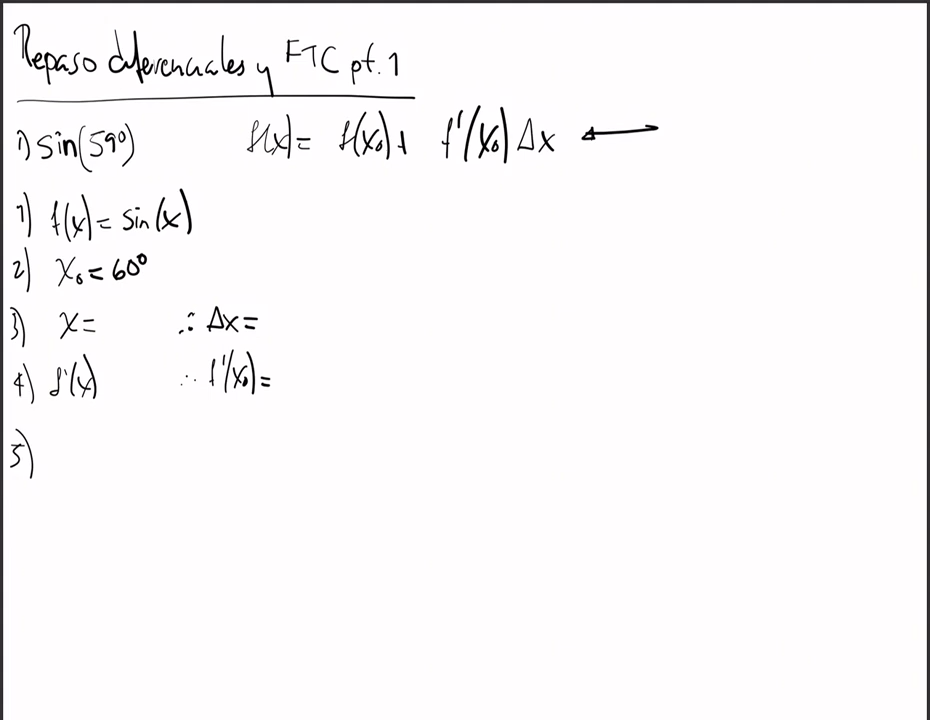 Repaso diferenciales y FTC pt. 1
1) sin(59°) f(x) = f(x₀) + f'(x₀) Δx
1) f(x) = sin(x)
2) x₀ = 60°
3) x = ∴ Δx =
4) f'(x) ∴ f'(x₀) =
5)